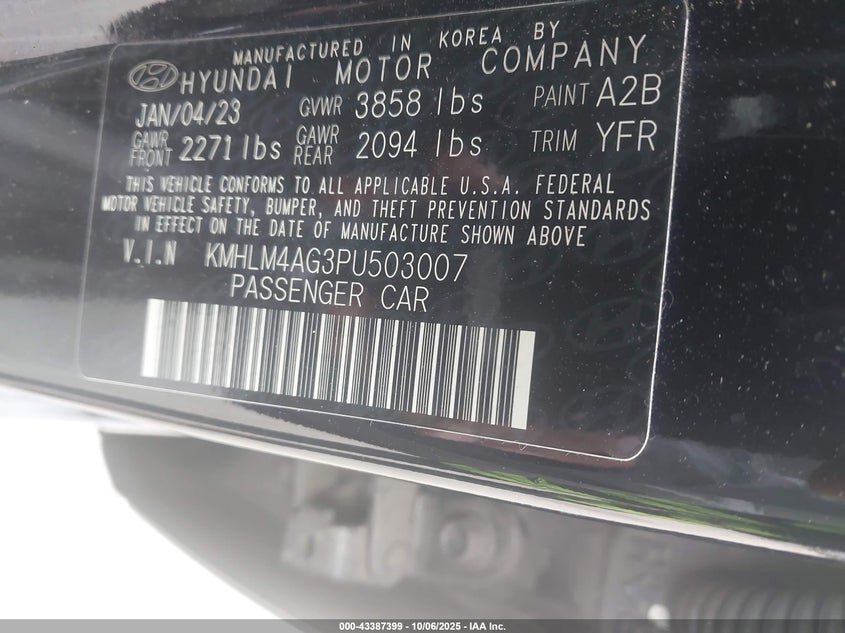 MANUFACTURED IN KOREA BY
HYUNDAI MOTOR COMPANY
JAN/04/23 GVWR 3858 lbs PAINT A2B
GAWR FRONT 2271 lbs GAWR REAR 2094 lbs TRIM YFR
THIS VEHICLE CONFORMS TO ALL APPLICABLE U.S.A. FEDERAL
MOTOR VEHICLE SAFETY, BUMPER, AND THEFT PREVENTION STANDARDS
IN EFFECT ON THE DATE OF MANUFACTURE SHOWN ABOVE
V.I.N KMHLM4AG3PU503007
PASSENGER CAR
000-43387399 - 10/06/2025 - IAA Inc.